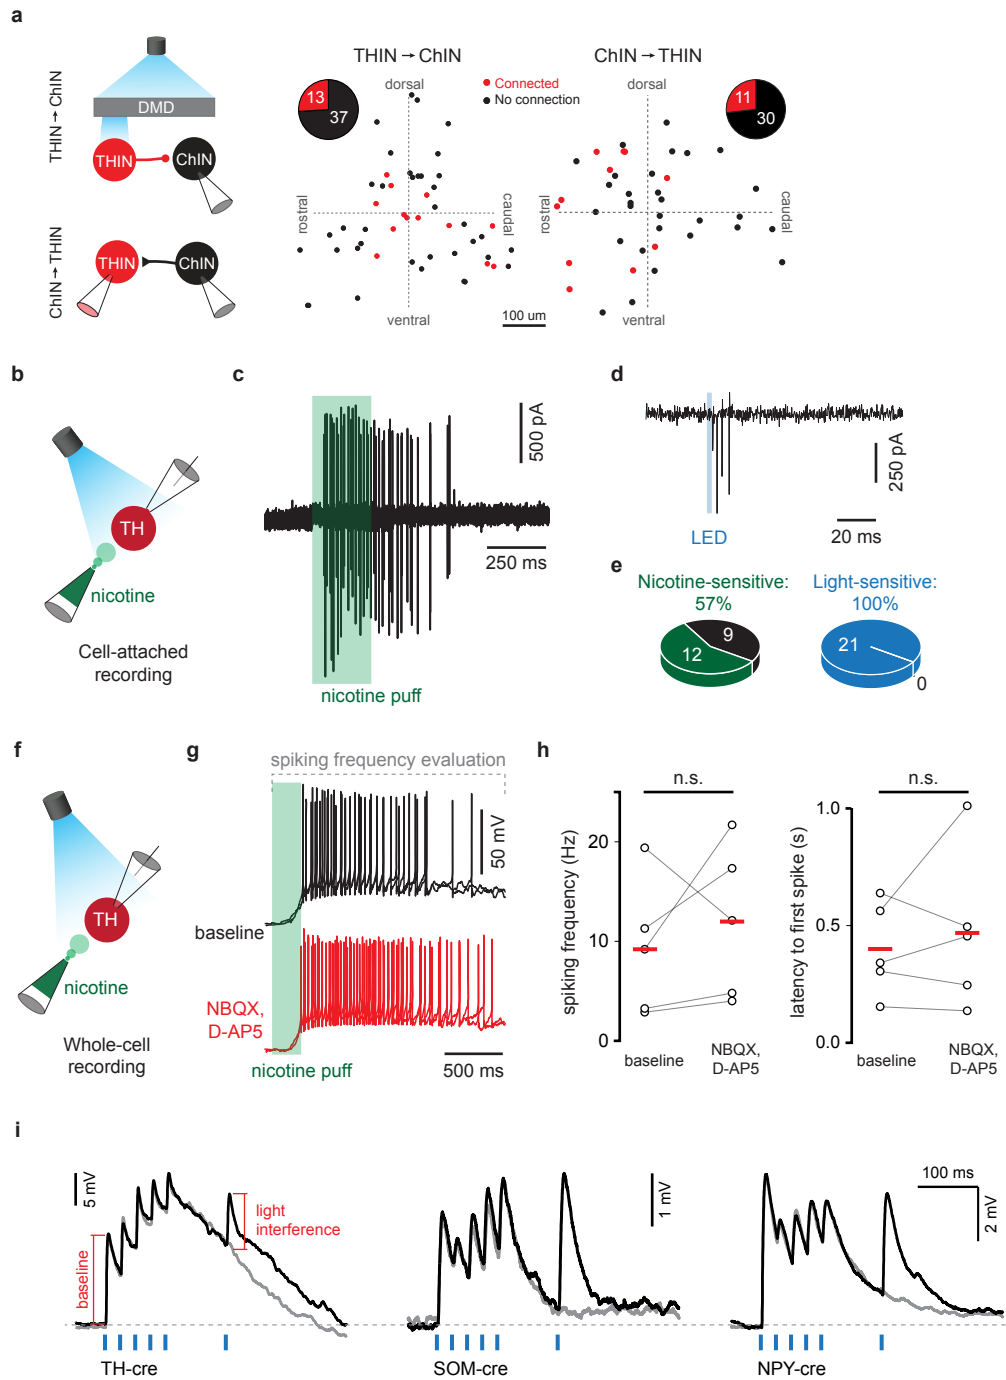 a
THIN → ChIN
DMD
THIN
ChIN
ChIN → THIN
THIN
ChIN
THIN → ChIN
dorsal
13
37
Connected
No connection
rostral
caudal
ventral
100 um
ChIN → THIN
dorsal
11
30
rostral
caudal
ventral
b
TH
nicotine
Cell-attached
recording
c
500 pA
250 ms
nicotine puff
d
250 pA
LED
20 ms
e
Nicotine-sensitive:
57%
9
12
Light-sensitive:
100%
21
0
f
TH
nicotine
Whole-cell
recording
g
spiking frequency evaluation
50 mV
baseline
NBQX,
D-AP5
nicotine puff
500 ms
h
n.s.
spiking frequency (Hz)
20
10
0
baseline
NBQX,
D-AP5
n.s.
latency to first spike (s)
1.0
0.5
0.0
baseline
NBQX,
D-AP5
i
5 mV
baseline
light
interference
TH-cre
1 mV
SOM-cre
100 ms
2 mV
NPY-cre